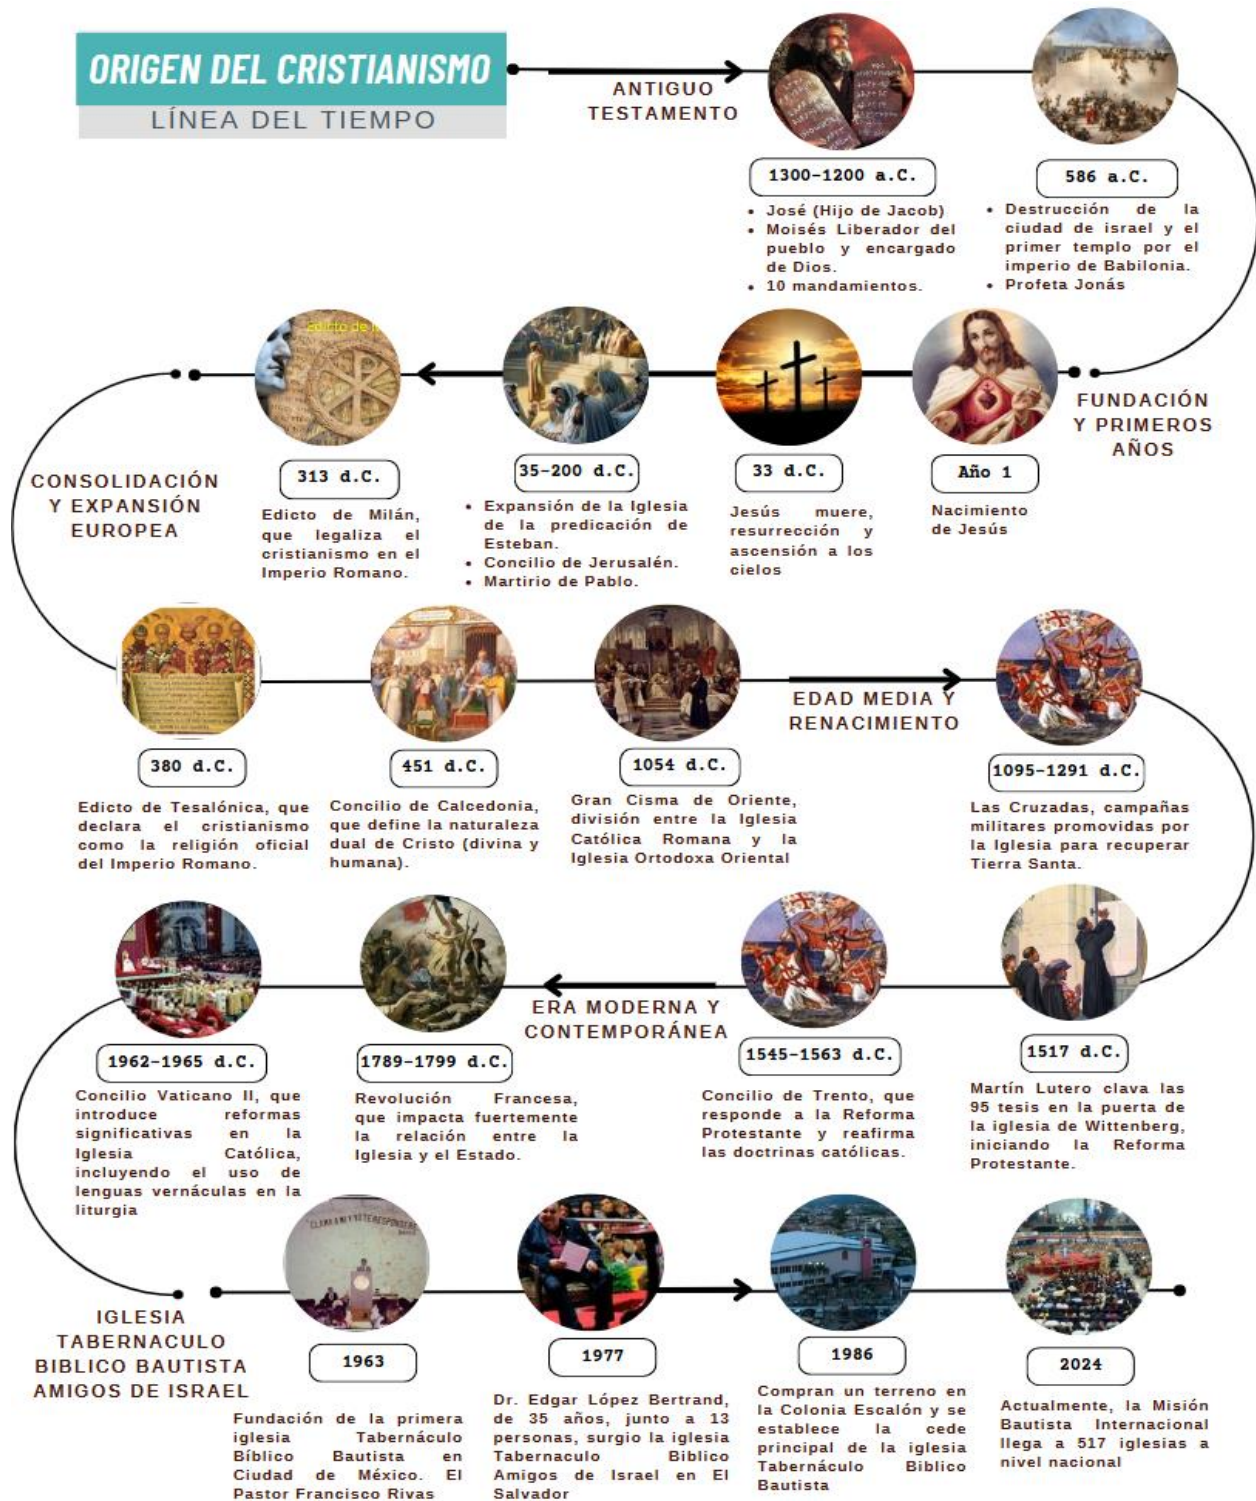 ORIGEN DEL CRISTIANISMO
LÍNEA DEL TIEMPO
ANTIGUO
TESTAMENTO
1300-1200 a.C.
• José (Hijo de Jacob)
• Moisés Liberador del
pueblo y encargado
de Dios.
• 10 mandamientos.
586 a.C.
• Destrucción de la
ciudad de israel y el
primer templo por el
imperio de Babilonia.
• Profeta Jonás
FUNDACIÓN
Y PRIMEROS
AÑOS
Año 1
Nacimiento
de Jesús
33 d.C.
Jesús muere,
resurrección y
ascensión a los
cielos
35-200 d.C.
• Expansión de la Iglesia
de la predicación de
Esteban.
• Concilio de Jerusalén.
• Martirio de Pablo.
Edicto de
313 d.C.
Edicto de Milán,
que legaliza el
cristianismo en el
Imperio Romano.
CONSOLIDACIÓN
Y EXPANSIÓN
EUROPEA
380 d.C.
Edicto de Tesalónica, que
declara el cristianismo
como la religión oficial
del Imperio Romano.
451 d.C.
Concilio de Calcedonia,
que define la naturaleza
dual de Cristo (divina y
humana).
1054 d.C.
Gran Cisma de Oriente,
división entre la Iglesia
Católica Romana y la
Iglesia Ortodoxa Oriental
EDAD MEDIA Y
RENACIMIENTO
1095-1291 d.C.
Las Cruzadas, campañas
militares promovidas por
la Iglesia para recuperar
Tierra Santa.
1517 d.C.
Martín Lutero clava las
95 tesis en la puerta de
la iglesia de Wittenberg,
iniciando la Reforma
Protestante.
1545-1563 d.C.
Concilio de Trento, que
responde a la Reforma
Protestante y reafirma
las doctrinas católicas.
ERA MODERNA Y
CONTEMPORÁNEA
1789-1799 d.C.
Revolución Francesa,
que impacta fuertemente
la relación entre la
Iglesia y el Estado.
1962-1965 d.C.
Concilio Vaticano II, que
introduce reformas
significativas en la
Iglesia Católica,
incluyendo el uso de
lenguas vernáculas en la
liturgia
IGLESIA
TABERNACULO
BIBLICO BAUTISTA
AMIGOS DE ISRAEL
"CLAMA A MI Y YO TE RESPONDERE
1963
Fundación de la primera
iglesia Tabernáculo
Bíblico Bautista en
Ciudad de México. El
Pastor Francisco Rivas
1977
Dr. Edgar López Bertrand,
de 35 años, junto a 13
personas, surgio la iglesia
Tabernaculo Biblico
Amigos de Israel en El
Salvador
1986
Compran un terreno en
la Colonia Escalón y se
establece la cede
principal de la iglesia
Tabernáculo Biblico
Bautista
2024
Actualmente, la Misión
Bautista Internacional
llega a 517 iglesias a
nivel nacional